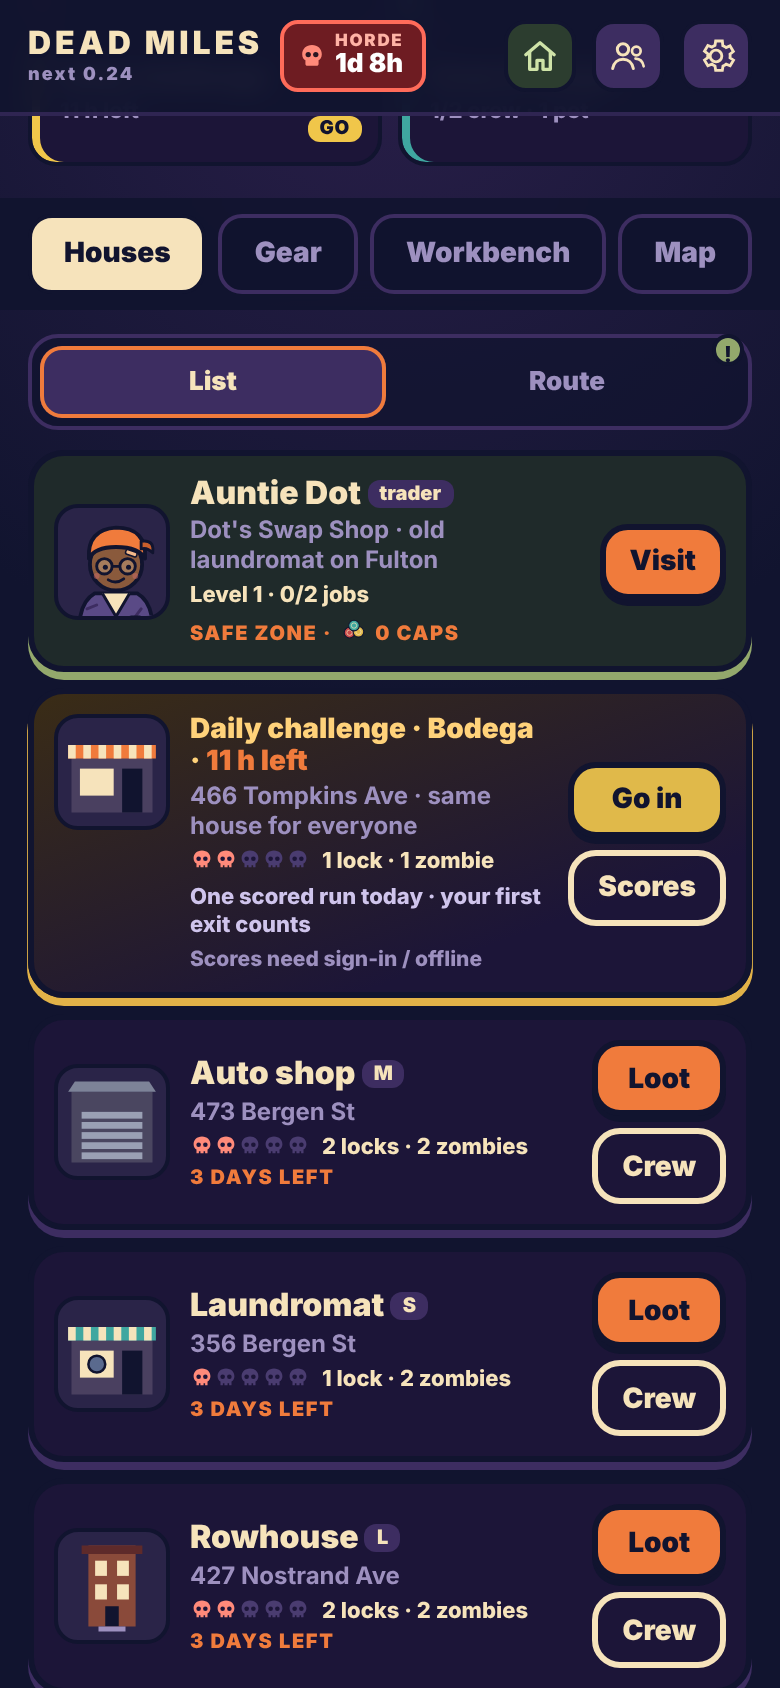 DEAD MILES
next 0.24
HORDE
1d 8h
GO
Houses
Gear
Workbench
Map
List
Route
!
Auntie Dot trader
Dot's Swap Shop · old
laundromat on Fulton
Level 1 · 0/2 jobs
SAFE ZONE · 0 CAPS
Visit
Daily challenge · Bodega
· 11 h left
466 Tompkins Ave · same
house for everyone
1 lock · 1 zombie
One scored run today · your first
exit counts
Scores need sign-in / offline
Go in
Scores
Auto shop M
473 Bergen St
2 locks · 2 zombies
3 DAYS LEFT
Loot
Crew
Laundromat S
356 Bergen St
1 lock · 2 zombies
3 DAYS LEFT
Loot
Crew
Rowhouse L
427 Nostrand Ave
2 locks · 2 zombies
3 DAYS LEFT
Loot
Crew